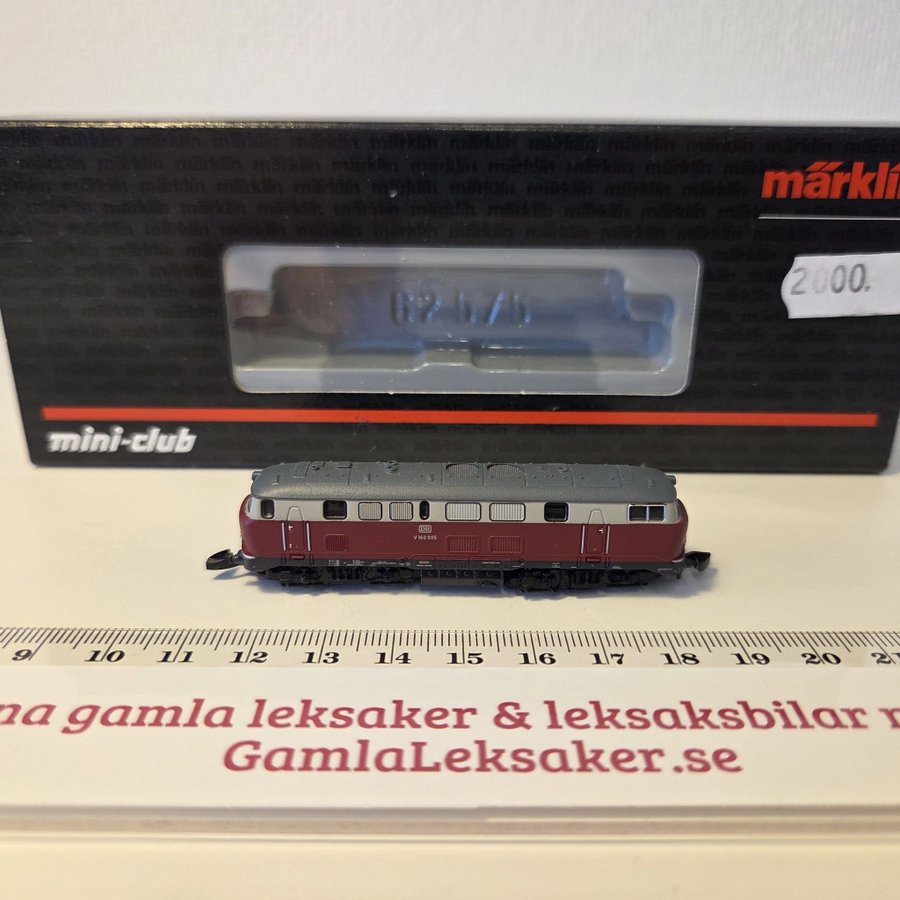 märklin
2000.
mini-club
DB
V 160 005
9 10 11 12 13 14 15 16 17 18 19 20 21
na gamla leksaker & leksaksbilar
GamlaLeksaker.se